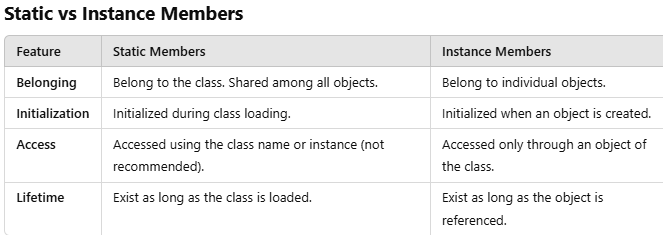 Static vs Instance Members
Feature Static Members Instance Members
Belonging Belong to the class. Shared among all objects. Belong to individual objects.
Initialization Initialized during class loading. Initialized when an object is created.
Access Accessed using the class name or instance (not recommended). Accessed only through an object of the class.
Lifetime Exist as long as the class is loaded. Exist as long as the object is referenced.